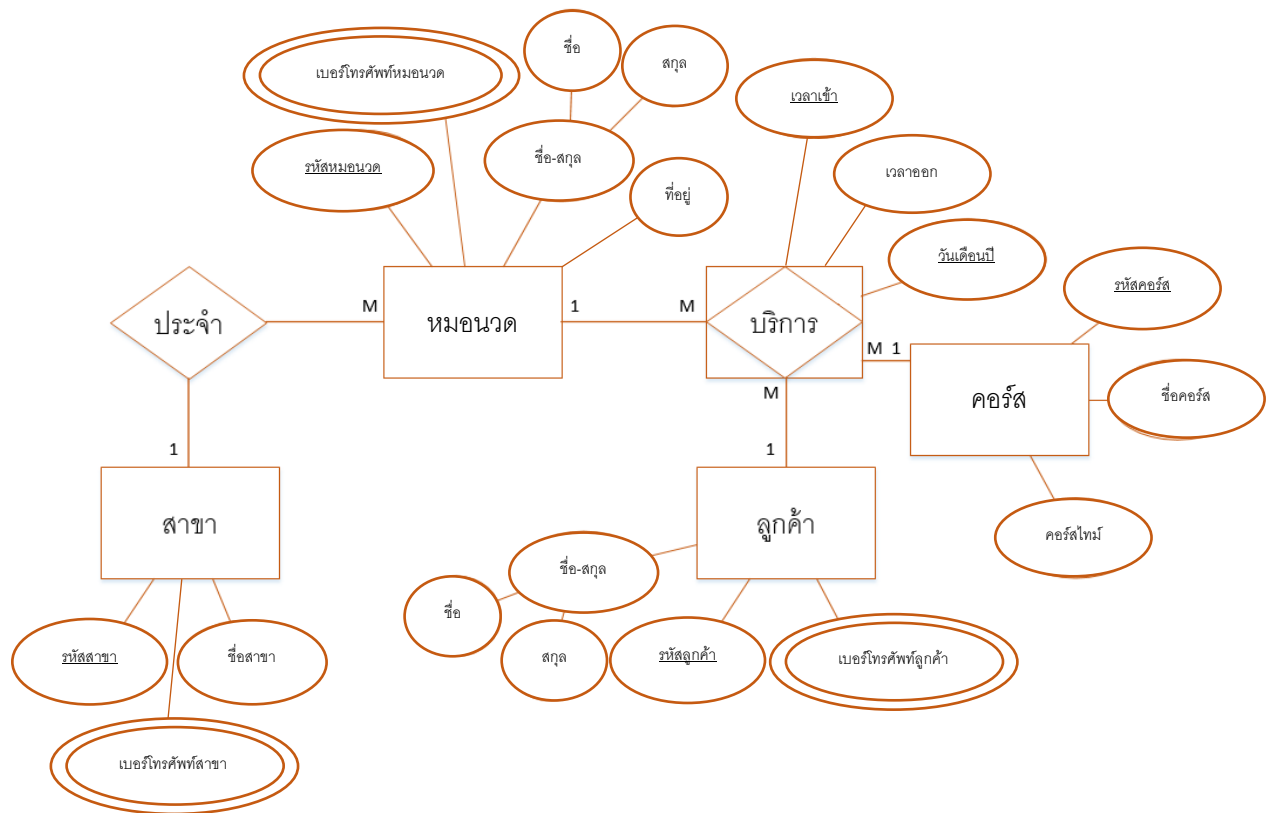 ชื่อ
สกุล
เบอร์โทรศัพท์หมอนวด
เวลาเข้า
รหัสหมอนวด
ชื่อ-สกุล
เวลาออก
ที่อยู่
วันเดือนปี
รหัสคอร์ส
ประจำ
M
หมอนวด
1
M
บริการ
M 1
คอร์ส
ชื่อคอร์ส
M
1
1
สาขา
ลูกค้า
คอร์สไทม์
ชื่อ-สกุล
ชื่อ
สกุล
รหัสลูกค้า
เบอร์โทรศัพท์ลูกค้า
รหัสสาขา
ชื่อสาขา
เบอร์โทรศัพท์สาขา